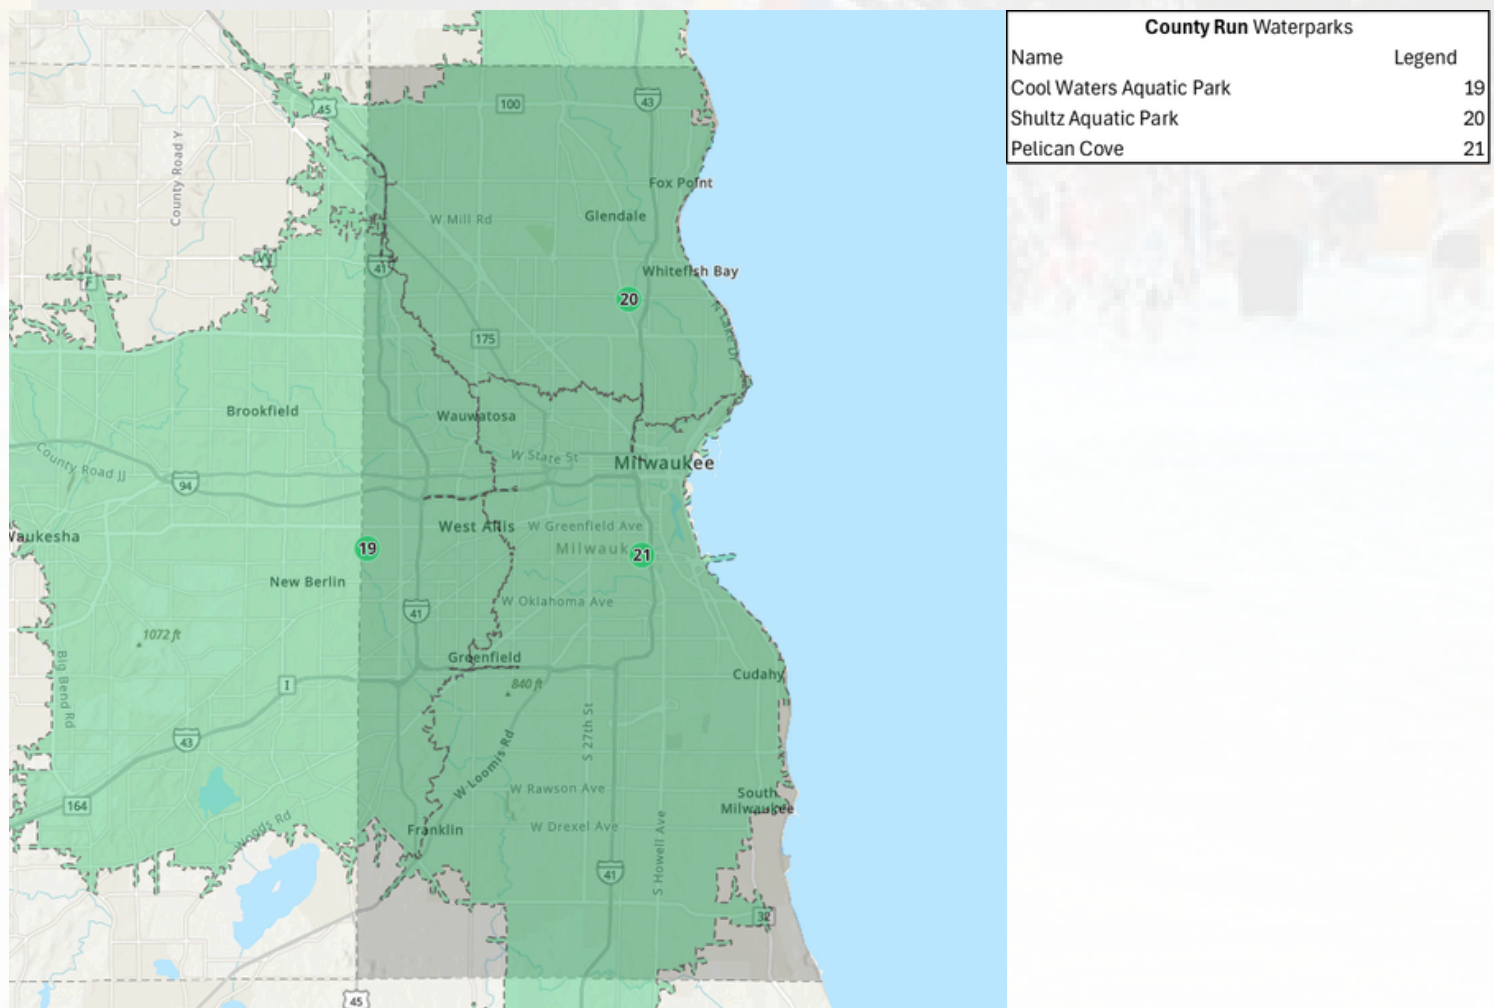 County Run Waterparks
Name Legend
Cool Waters Aquatic Park 19
Shultz Aquatic Park 20
Pelican Cove 21
45
100
43
County Road Y
Fox Point
W Mill Rd
Glendale
W
41
Whitefish Bay
F
20
N Lake Dr
175
Brookfield
Wauwatosa
County Road JJ
W State St
Milwaukee
94
West Allis
W Greenfield Ave
Waukesha
19
Milwauk
21
New Berlin
W Oklahoma Ave
41
1072 ft
Greenfield
Big Bend Rd
I
840 ft
Cudahy
S 27th St
43
W Loomis Rd
W Rawson Ave
South
Milwaukee
164
Woods Rd
Franklin
W Drexel Ave
S Howell Ave
41
32
45